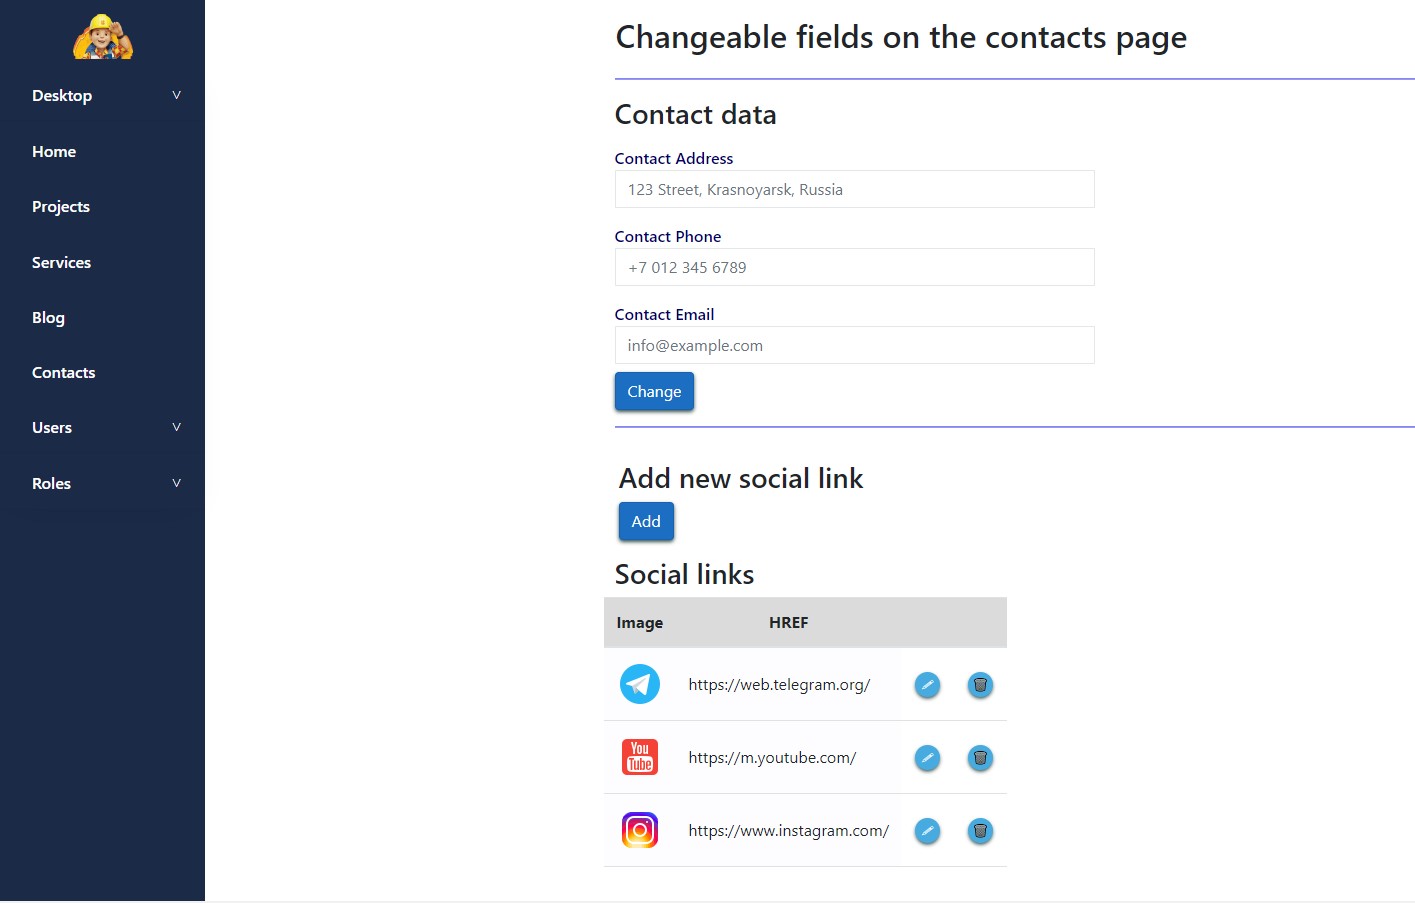 Desktop
Home
Projects
Services
Blog
Contacts
Users
Roles
Changeable fields on the contacts page
Contact data
Contact Address
123 Street, Krasnoyarsk, Russia
Contact Phone
+7 012 345 6789
Contact Email
info@example.com
Change
Add new social link
Add
Social links
Image HREF
https://web.telegram.org/
You
Tube
https://m.youtube.com/
https://www.instagram.com/